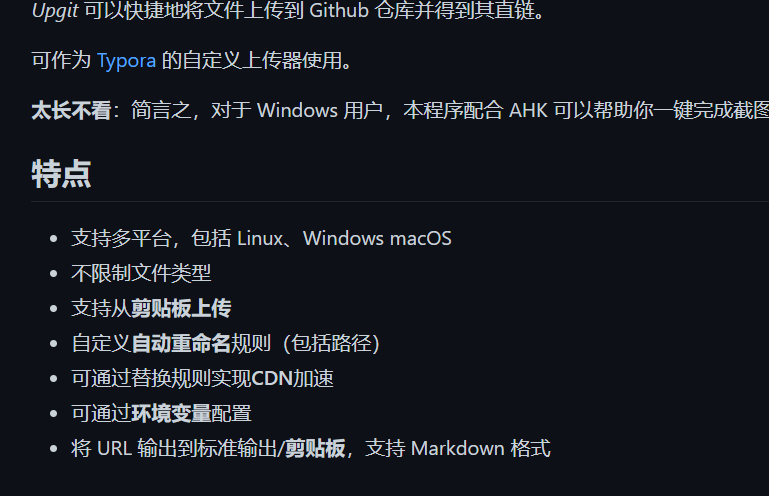 Upgit 可以快捷地将文件上传到 Github 仓库并得到其直链。
可作为 Typora 的自定义上传器使用。
太长不看：简言之，对于 Windows 用户，本程序配合 AHK 可以帮助你一键完成截图
特点
支持多平台，包括 Linux、Windows macOS
不限制文件类型
支持从剪贴板上传
自定义自动重命名规则（包括路径）
可通过替换规则实现CDN加速
可通过环境变量配置
将 URL 输出到标准输出/剪贴板，支持 Markdown 格式